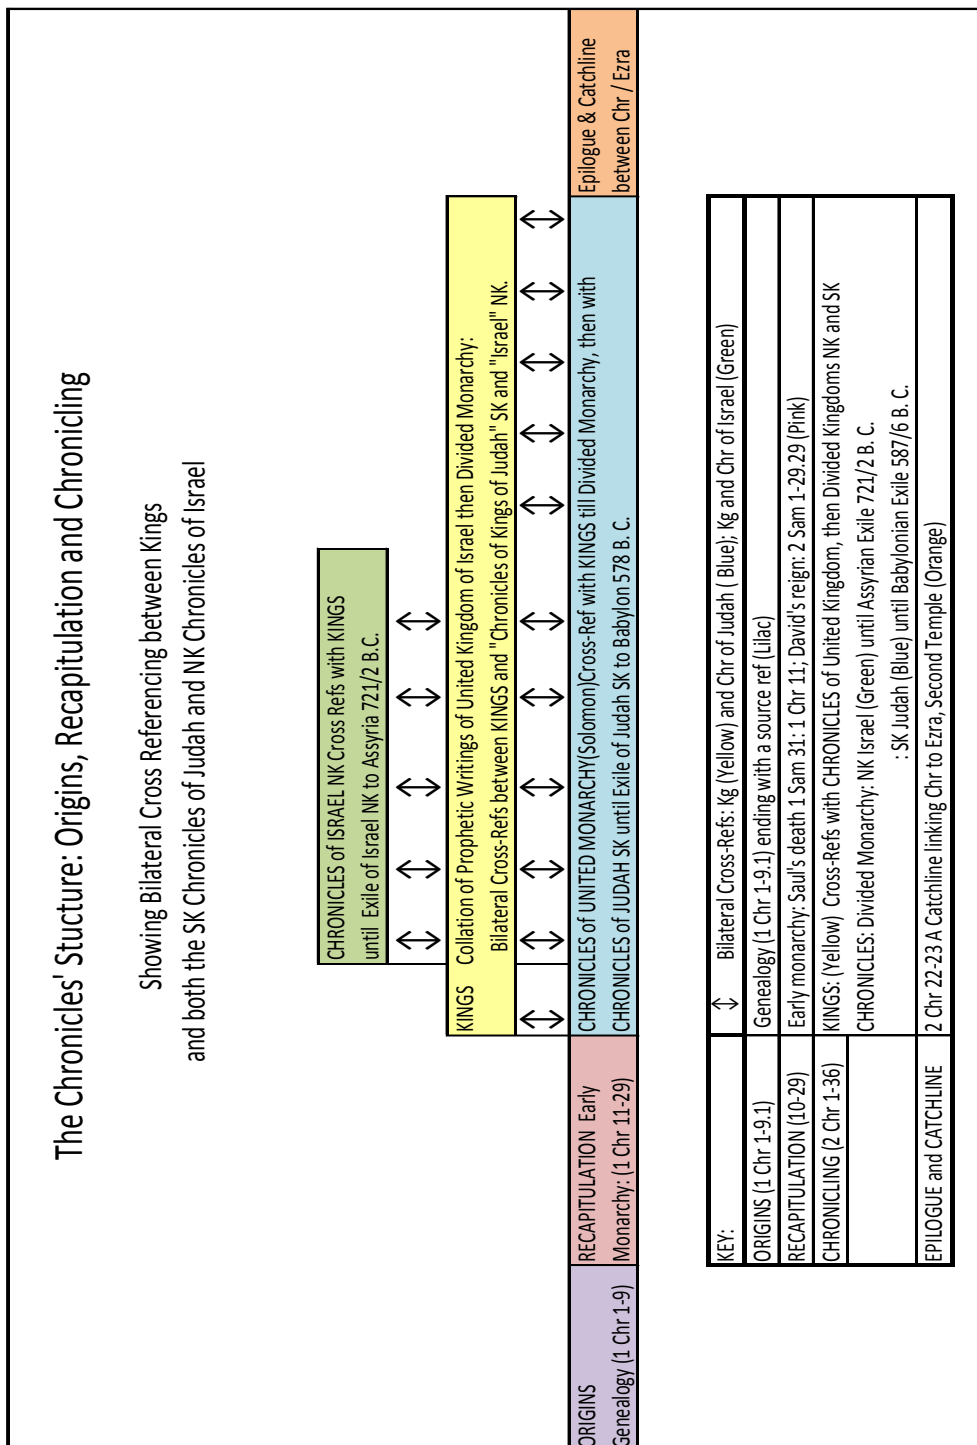 The Chronicles' Stucture: Origins, Recapitulation and Chronicling
Showing Bilateral Cross Referencing between Kings
and both the SK Chronicles of Judah and NK Chronicles of Israel
CHRONICLES of ISRAEL NK Cross Refs with KINGS
until Exile of Israel NK to Assyria 721/2 B.C.
KINGS Collation of Prophetic Writings of United Kingdom of Israel then Divided Monarchy:
Bilateral Cross-Refs between KINGS and "Chronicles of Kings of Judah" SK and "Israel" NK.
ORIGINS
Genealogy (1 Chr 1-9)
RECAPITULATION Early
Monarchy: (1 Chr 11-29)
CHRONICLES of UNITED MONARCHY(Solomon)Cross-Ref with KINGS till Divided Monarchy, then with
CHRONICLES of JUDAH SK until Exile of Judah SK to Babylon 578 B. C.
Epilogue & Catchline
between Chr / Ezra
KEY: ⇕ Bilateral Cross-Refs: Kg (Yellow) and Chr of Judah ( Blue); Kg and Chr of Israel (Green)
ORIGINS (1 Chr 1-9.1) Genealogy (1 Chr 1-9.1) ending with a source ref (Lilac)
RECAPITULATION (10-29) Early monarchy: Saul's death 1 Sam 31: 1 Chr 11; David's reign: 2 Sam 1-29.29 (Pink)
CHRONICLING (2 Chr 1-36) KINGS: (Yellow) Cross-Refs with CHRONICLES of United Kingdom, then Divided Kingdoms NK and SK
CHRONICLES: Divided Monarchy: NK Israel (Green) until Assyrian Exile 721/2 B. C.
: SK Judah (Blue) until Babylonian Exile 587/6 B. C.
EPILOGUE and CATCHLINE 2 Chr 22-23 A Catchline linking Chr to Ezra, Second Temple (Orange)